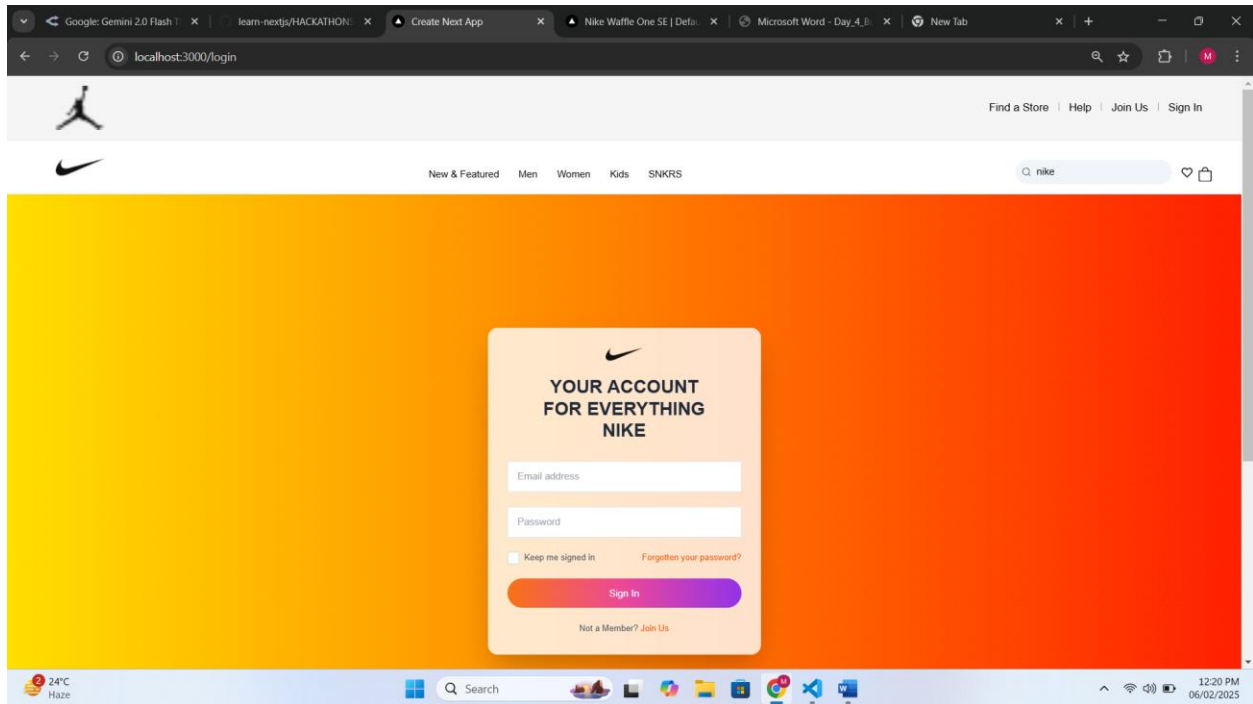 Google: Gemini 2.0 Flash T
learn-nextjs/HACKATHON
Create Next App
Nike Waffle One SE | Defau
Microsoft Word - Day_4_B
New Tab
localhost:3000/login
M
Find a Store | Help | Join Us | Sign In
New & Featured Men Women Kids SNKRS
nike
YOUR ACCOUNT
FOR EVERYTHING
NIKE
Email address
Password
Keep me signed in Forgotten your password?
Sign In
Not a Member? Join Us
2
24°C
Haze
Search
12:20 PM
06/02/2025